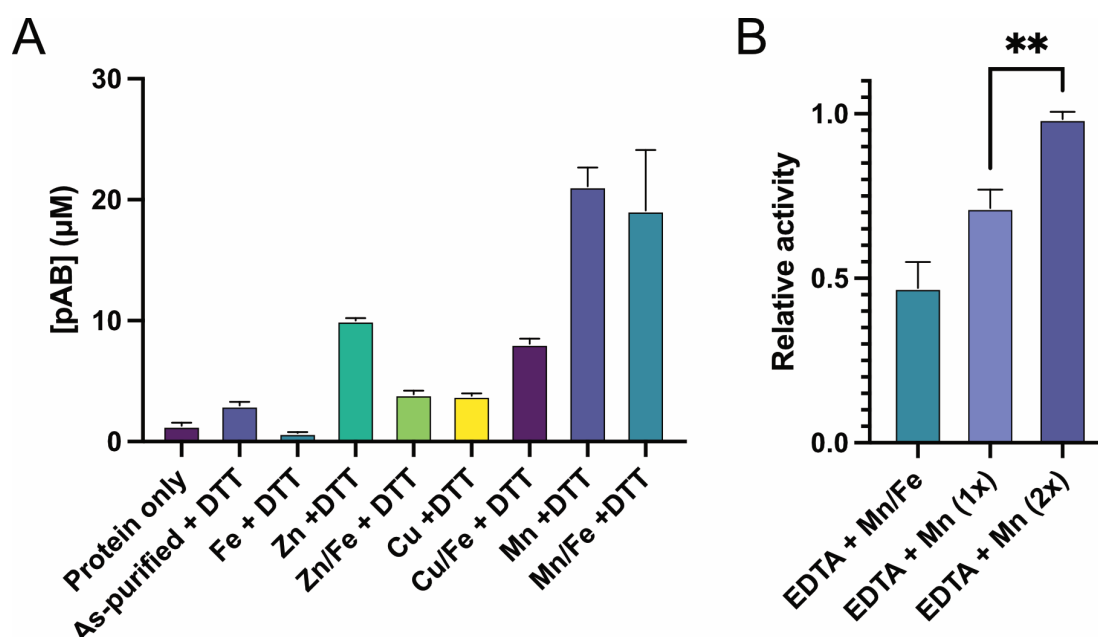 A
30
20
10
0
[pAB] (µM)
Protein only
As-purified + DTT
Fe + DTT
Zn +DTT
Zn/Fe + DTT
Cu +DTT
Cu/Fe + DTT
Mn +DTT
Mn/Fe +DTT
B
**
1.0
0.5
0.0
Relative activity
EDTA + Mn/Fe
EDTA + Mn (1x)
EDTA + Mn (2x)